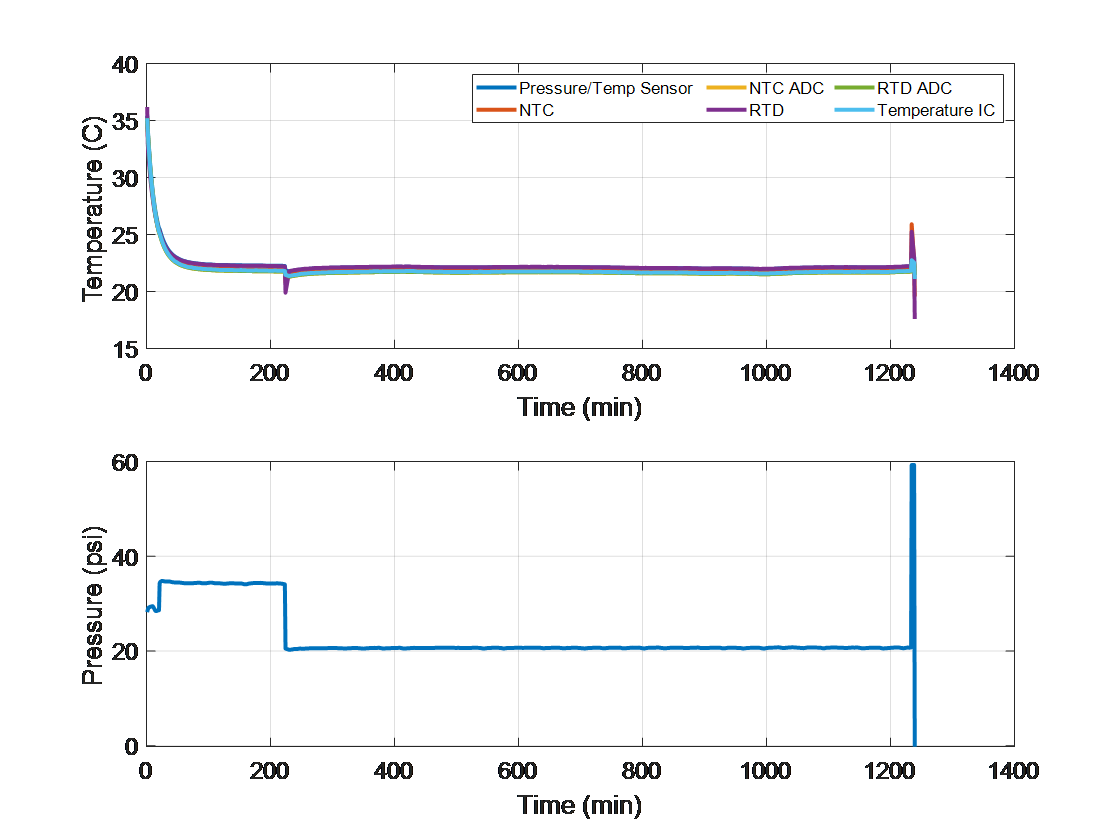 40
35
30
25
20
15
Temperature (C)
Pressure/Temp Sensor NTC ADC RTD ADC
NTC RTD Temperature IC
0 200 400 600 800 1000 1200 1400
Time (min)
60
40
20
0
Pressure (psi)
0 200 400 600 800 1000 1200 1400
Time (min)